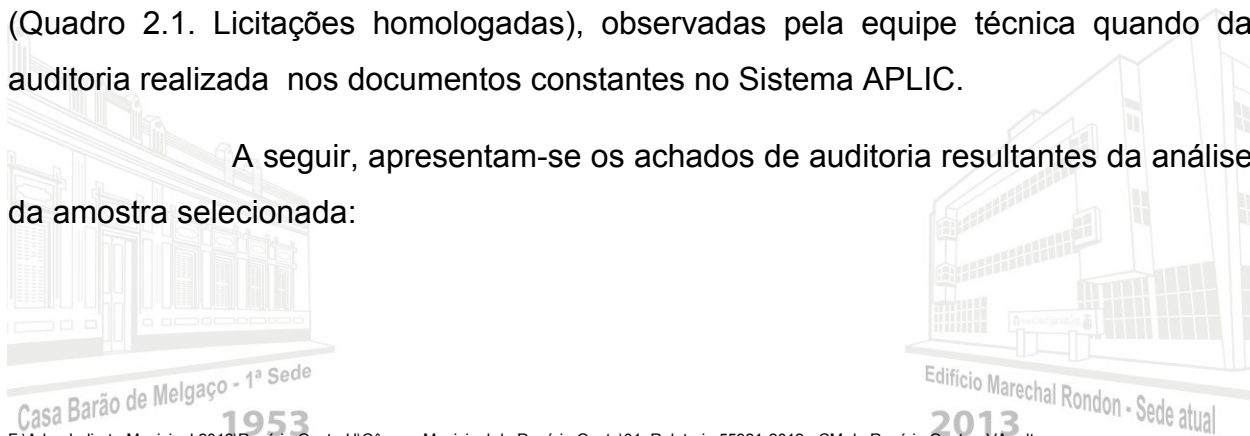 (Quadro 2.1. Licitações homologadas), observadas pela equipe técnica quando da
auditoria realizada nos documentos constantes no Sistema APLIC.
A seguir, apresentam-se os achados de auditoria resultantes da análise
da amostra selecionada:
Casa Barão de Melgaço - 1ª Sede
1953
Edifício Marechal Rondon - Sede atual
2013